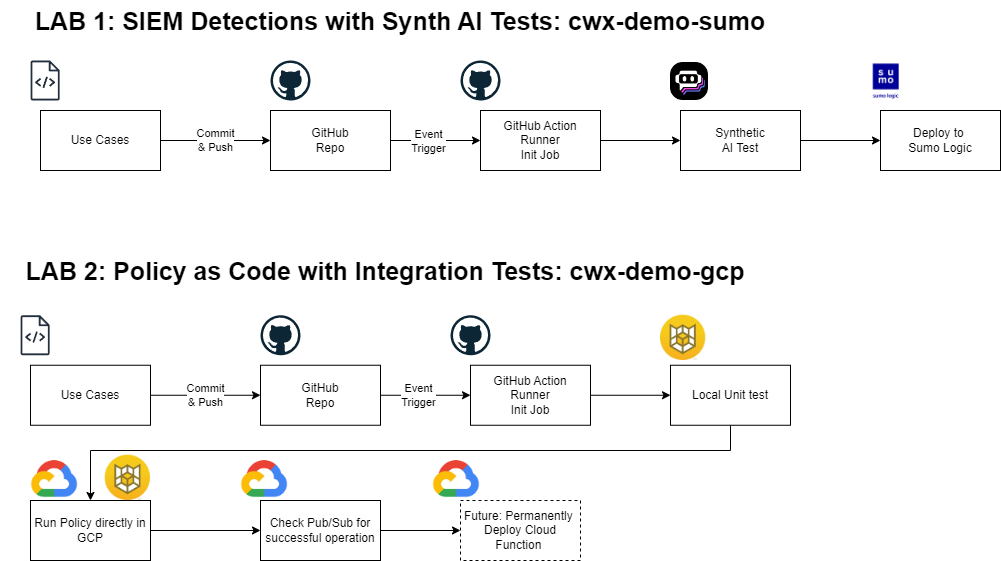 LAB 1: SIEM Detections with Synth AI Tests: cwx-demo-sumo
</>
su
mo
sumo logic
Use Cases
Commit
& Push
GitHub
Repo
Event
Trigger
GitHub Action
Runner
Init Job
Synthetic
AI Test
Deploy to
Sumo Logic
LAB 2: Policy as Code with Integration Tests: cwx-demo-gcp
</>
Use Cases
Commit
& Push
GitHub
Repo
Event
Trigger
GitHub Action
Runner
Init Job
Local Unit test
Run Policy directly in
GCP
Check Pub/Sub for
successful operation
Future: Permanently
Deploy Cloud
Function